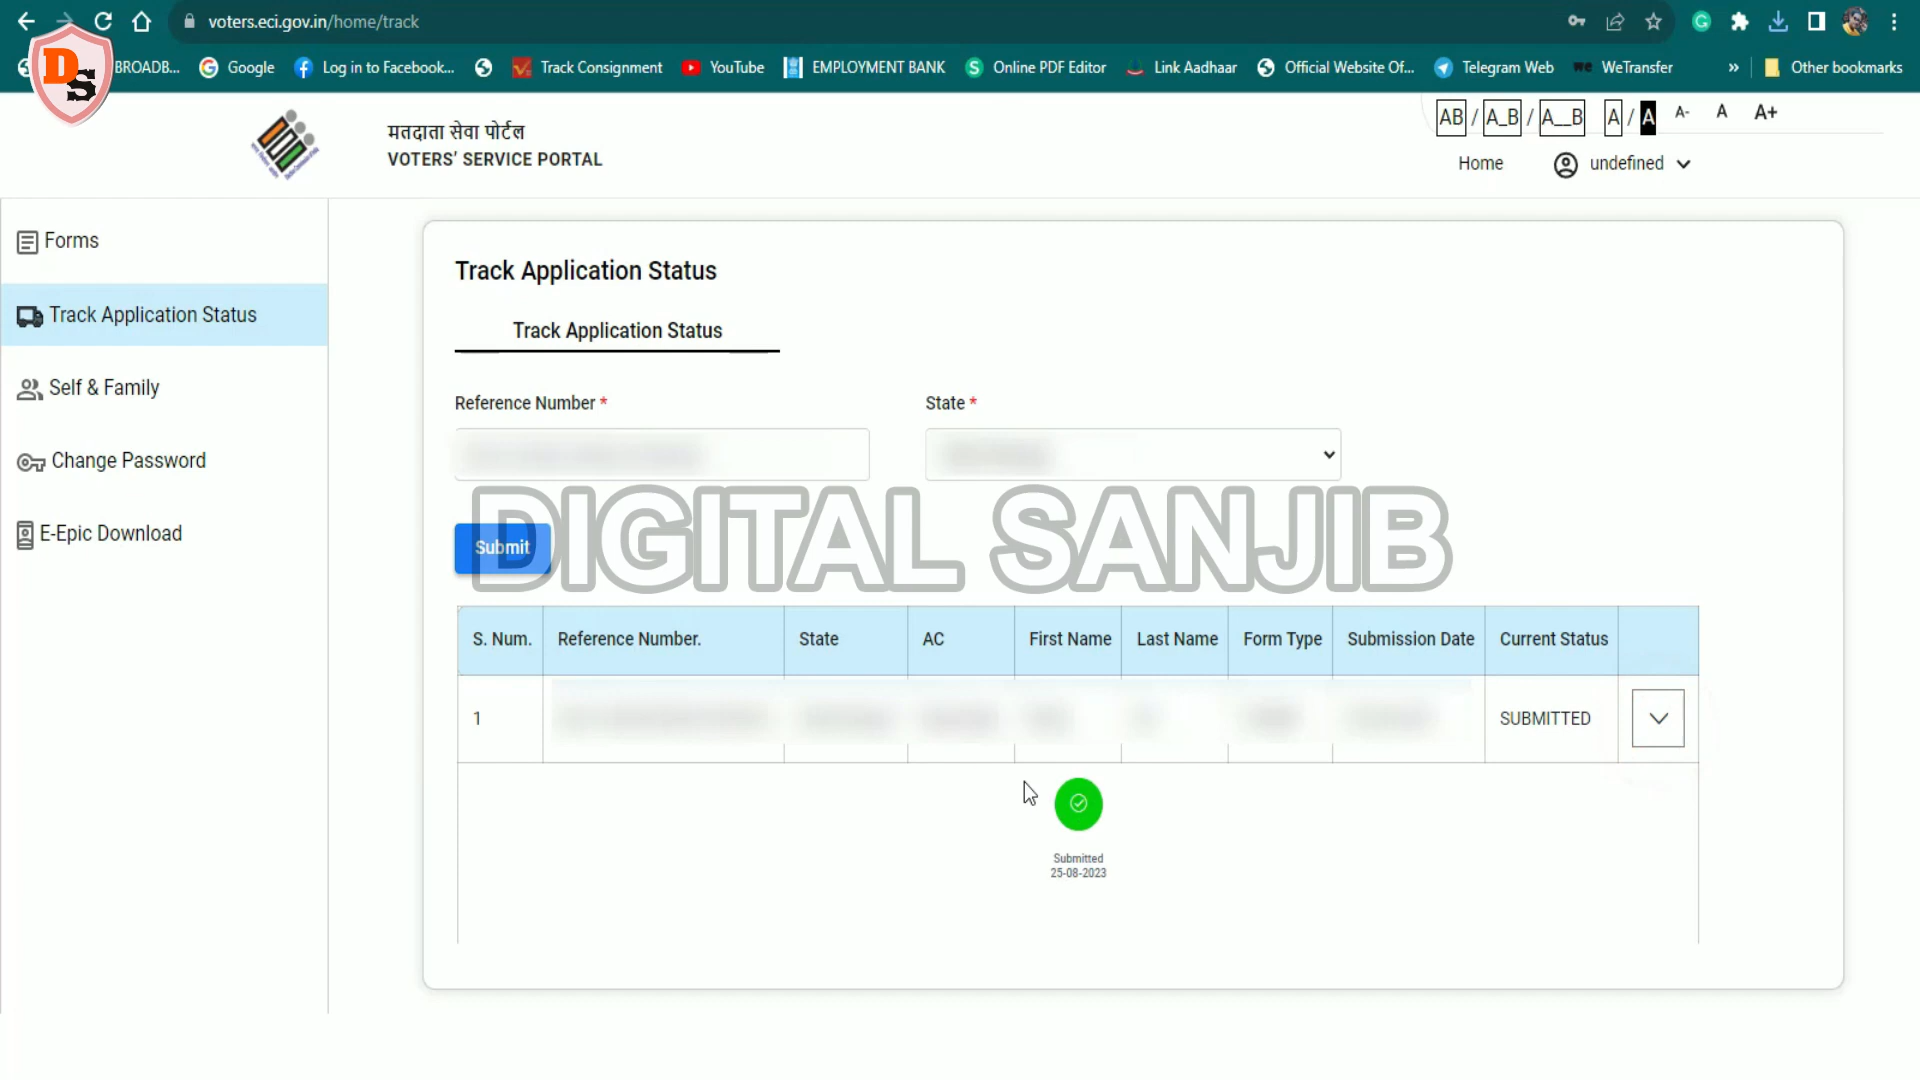 voters.eci.gov.in/home/track
BROADB... Google Log in to Facebook... Track Consignment YouTube EMPLOYMENT BANK Online PDF Editor Link Aadhaar Official Website Of... Telegram Web WeTransfer » Other bookmarks
DS
मतदाता सेवा पोर्टल
VOTERS' SERVICE PORTAL
AB / A_B / A__B A / A A- A A+
Home undefined
Forms
Track Application Status
Self & Family
Change Password
E-Epic Download
Track Application Status
Track Application Status
Reference Number * State *
Submit
DIGITAL SANJIB
S. Num. Reference Number. State AC First Name Last Name Form Type Submission Date Current Status
1 SUBMITTED
Submitted
25-08-2023